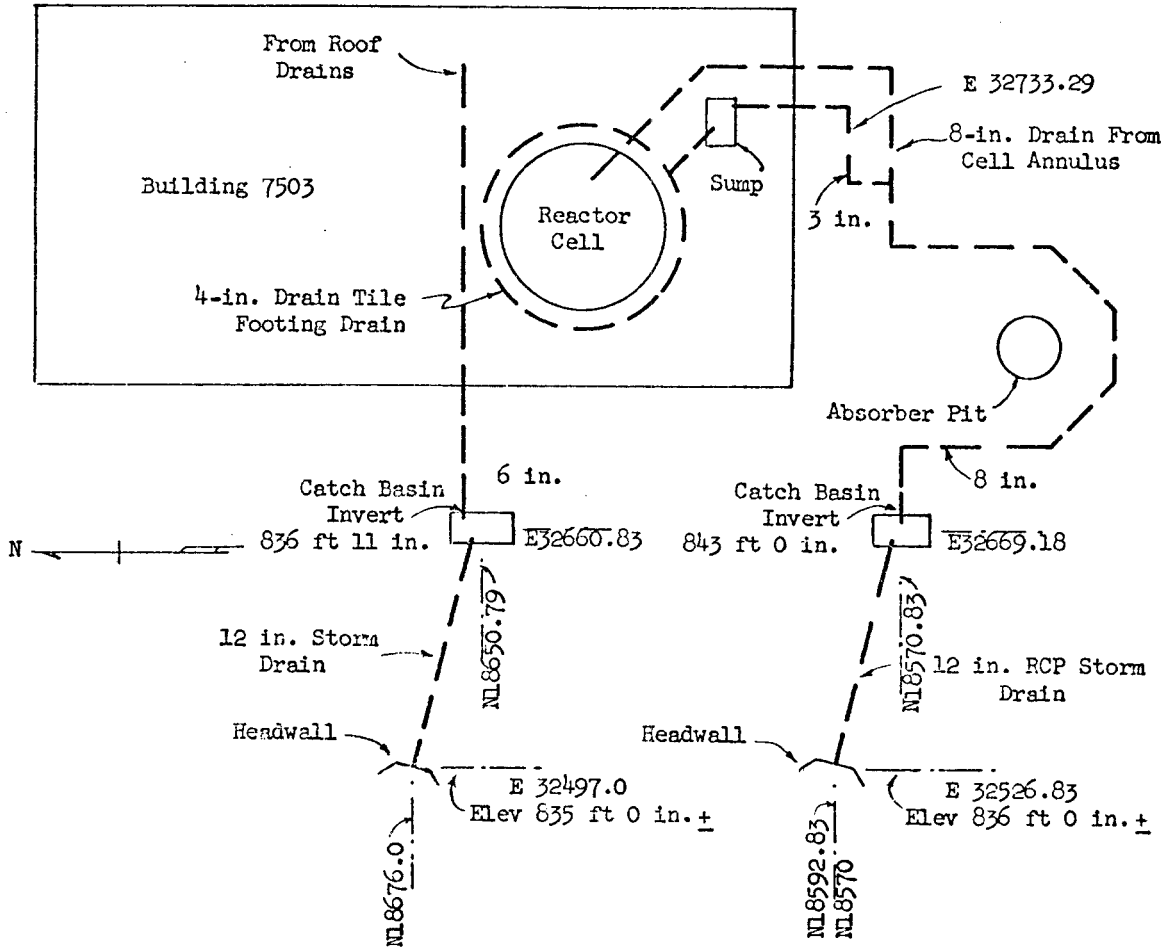 From Roof
Drains
E 32733.29
8-in. Drain From
Cell Annulus
Building 7503
Sump
3 in.
Reactor
Cell
4-in. Drain Tile
Footing Drain
Absorber Pit
6 in.
8 in.
Catch Basin
Invert
836 ft 11 in.
E32660.83
Catch Basin
Invert
843 ft 0 in.
E32669.18
N
N18650.79
N18570.83
12 in. Storm
Drain
12 in. RCP Storm
Drain
Headwall
Headwall
E 32497.0
Elev 835 ft 0 in. ±
E 32526.83
Elev 836 ft 0 in. ±
N18676.0
N18592.83
N18570